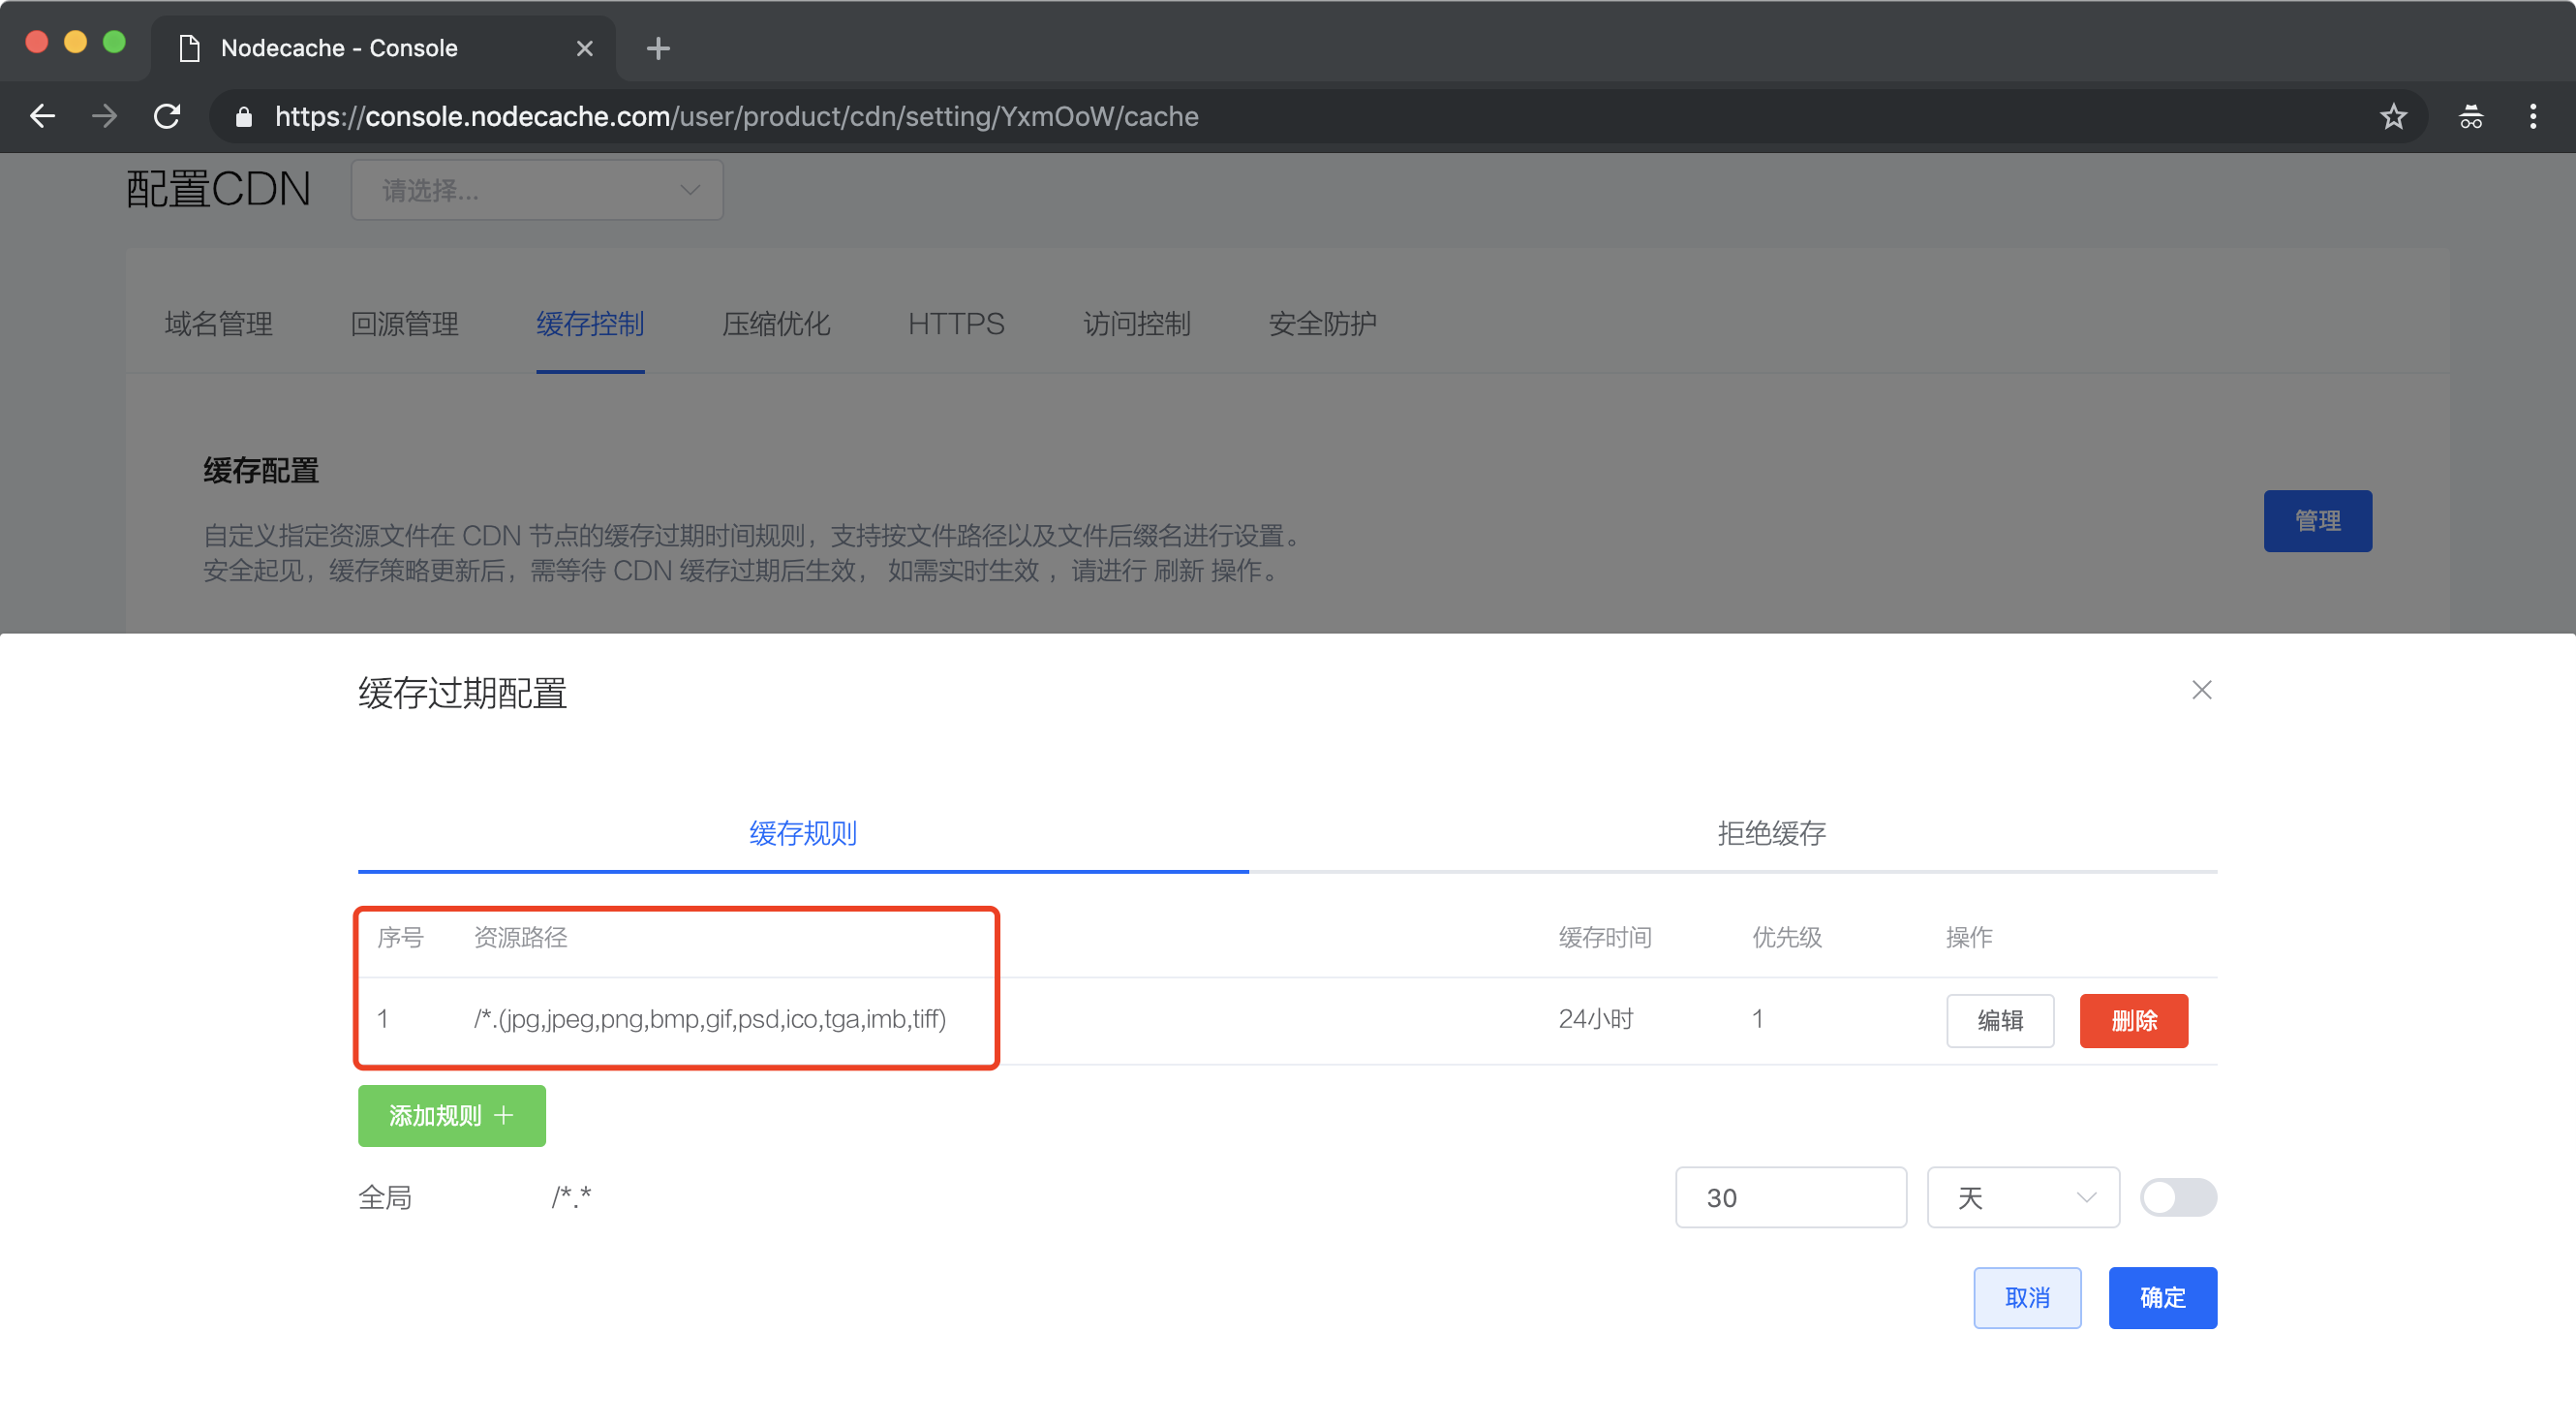 Nodecache - Console
https://console.nodecache.com/user/product/cdn/setting/YxmOoW/cache
配置CDN 请选择...
域名管理 回源管理 缓存控制 压缩优化 HTTPS 访问控制 安全防护
缓存配置
自定义指定资源文件在 CDN 节点的缓存过期时间规则，支持按文件路径以及文件后缀名进行设置。
安全起见，缓存策略更新后，需等待 CDN 缓存过期后生效， 如需实时生效 ，请进行 刷新 操作。
管理
缓存过期配置
缓存规则 拒绝缓存
序号 资源路径 缓存时间 优先级 操作
1 /*.(jpg,jpeg,png,bmp,gif,psd,ico,tga,imb,tiff) 24小时 1 编辑 删除
添加规则
全局 /*.* 30 天
取消 确定